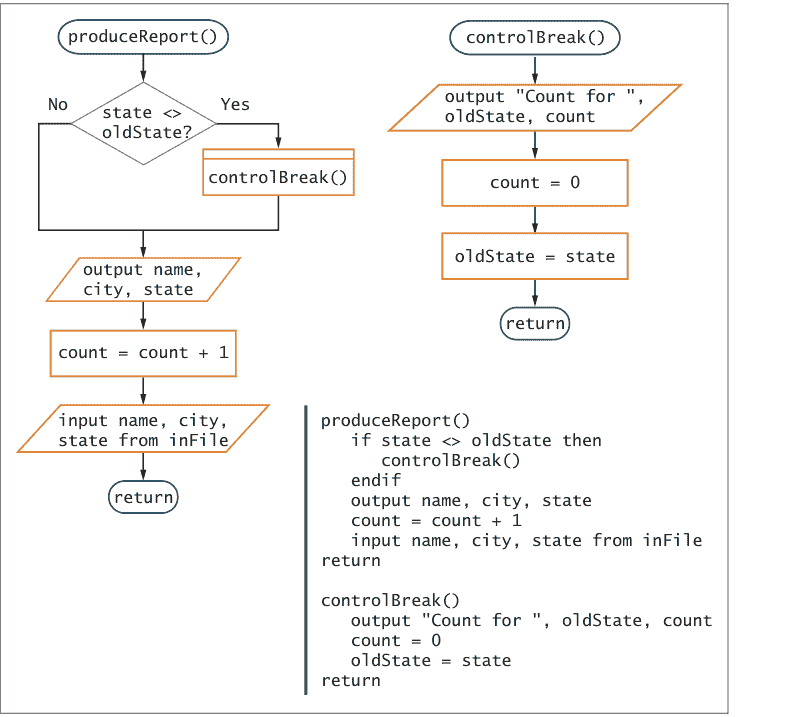 produceReport()
No
Yes
state <>
oldState?
controlBreak()
output name,
city, state
count = count + 1
input name, city,
state from inFile
return
controlBreak()
output "Count for ",
oldState, count
count = 0
oldState = state
return
produceReport()
   if state <> oldState then
      controlBreak()
   endif
   output name, city, state
   count = count + 1
   input name, city, state from inFile
return
controlBreak()
   output "Count for ", oldState, count
   count = 0
   oldState = state
return